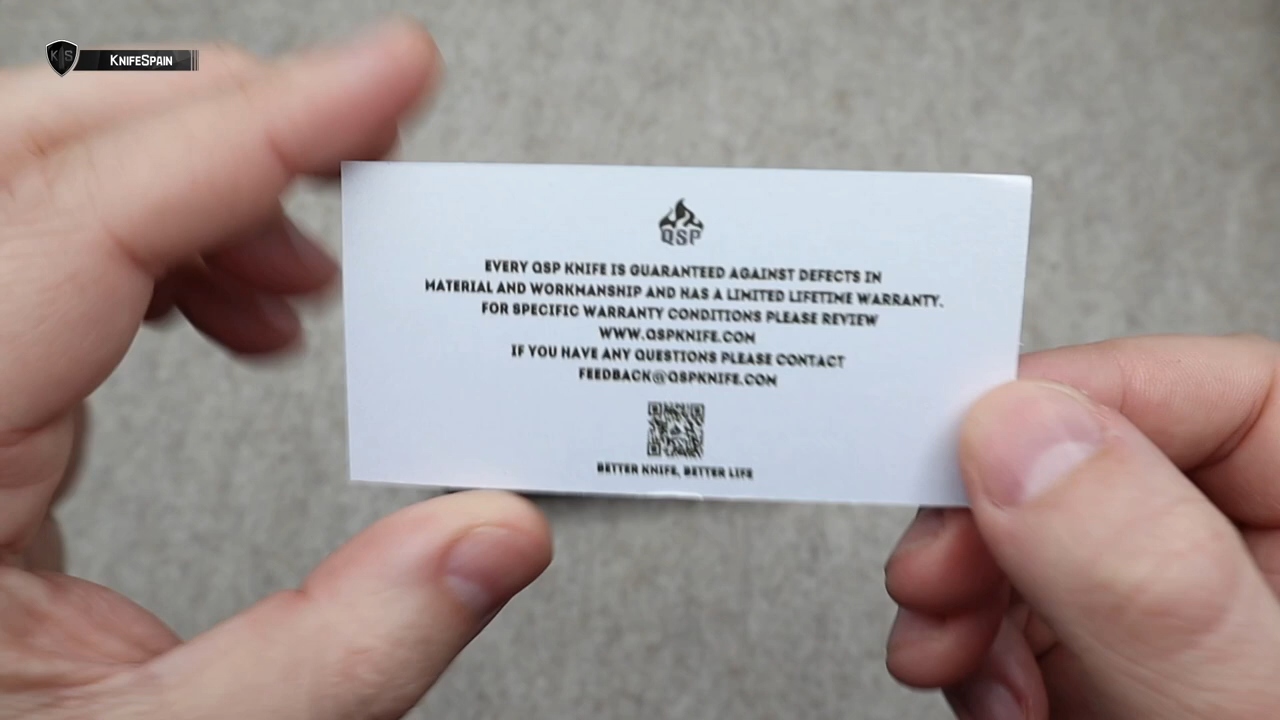 KS
KNIFESPAIN
QSP
EVERY QSP KNIFE IS GUARANTEED AGAINST DEFECTS IN
MATERIAL AND WORKMANSHIP AND HAS A LIMITED LIFETIME WARRANTY.
FOR SPECIFIC WARRANTY CONDITIONS PLEASE REVIEW
WWW.QSPKNIFE.COM
IF YOU HAVE ANY QUESTIONS PLEASE CONTACT
FEEDBACK@QSPKNIFE.COM
BETTER KNIFE, BETTER LIFE